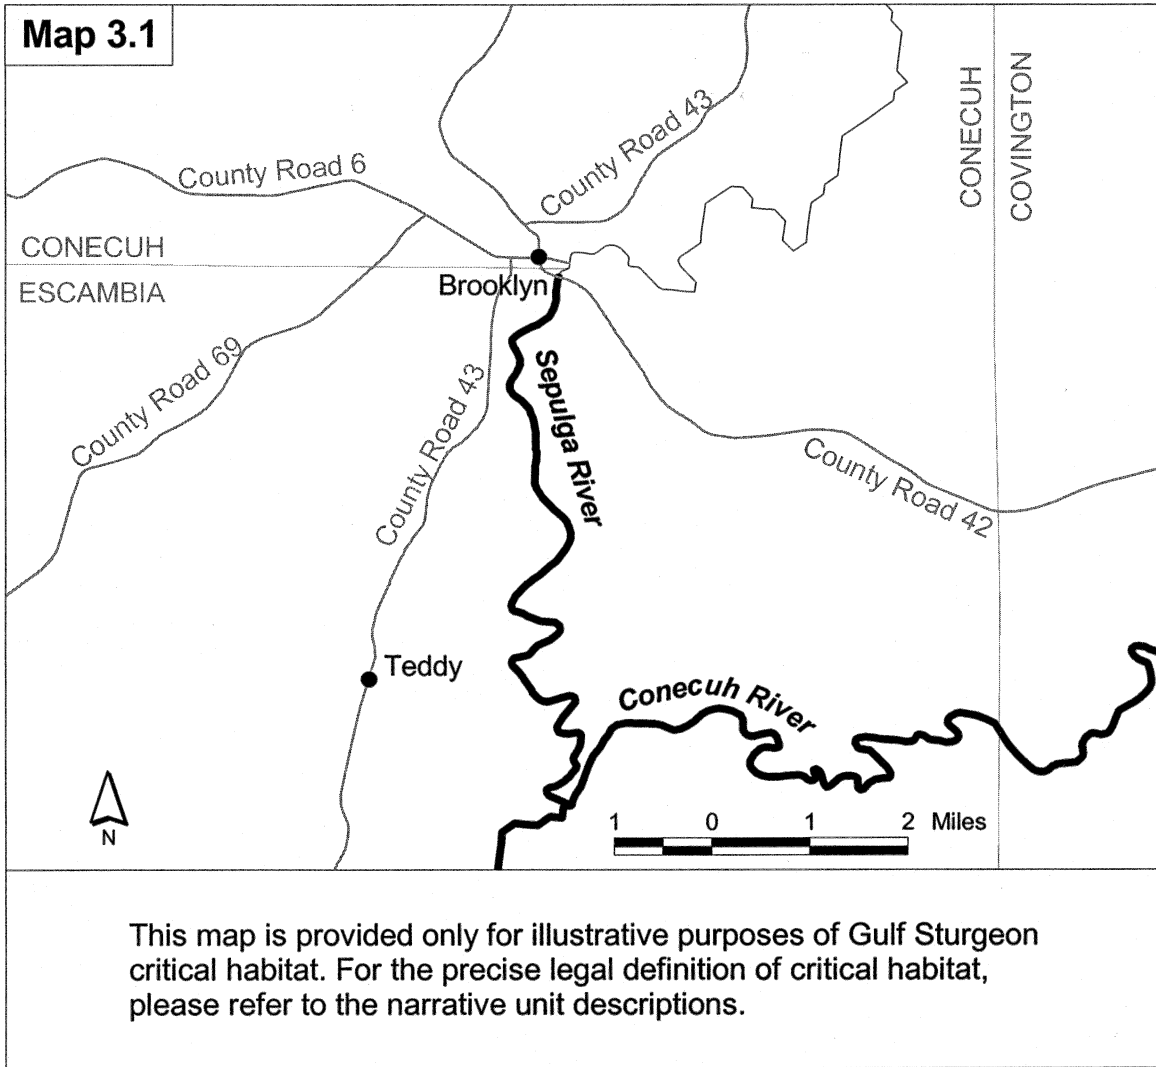 Map 3.1
CONECUH
COVINGTON
County Road 43
County Road 6
CONECUH
ESCAMBIA
Brooklyn
County Road 69
County Road 43
Sepulga River
County Road 42
Teddy
Conecuh River
N
1 0 1 2 Miles
This map is provided only for illustrative purposes of Gulf Sturgeon
critical habitat. For the precise legal definition of critical habitat,
please refer to the narrative unit descriptions.